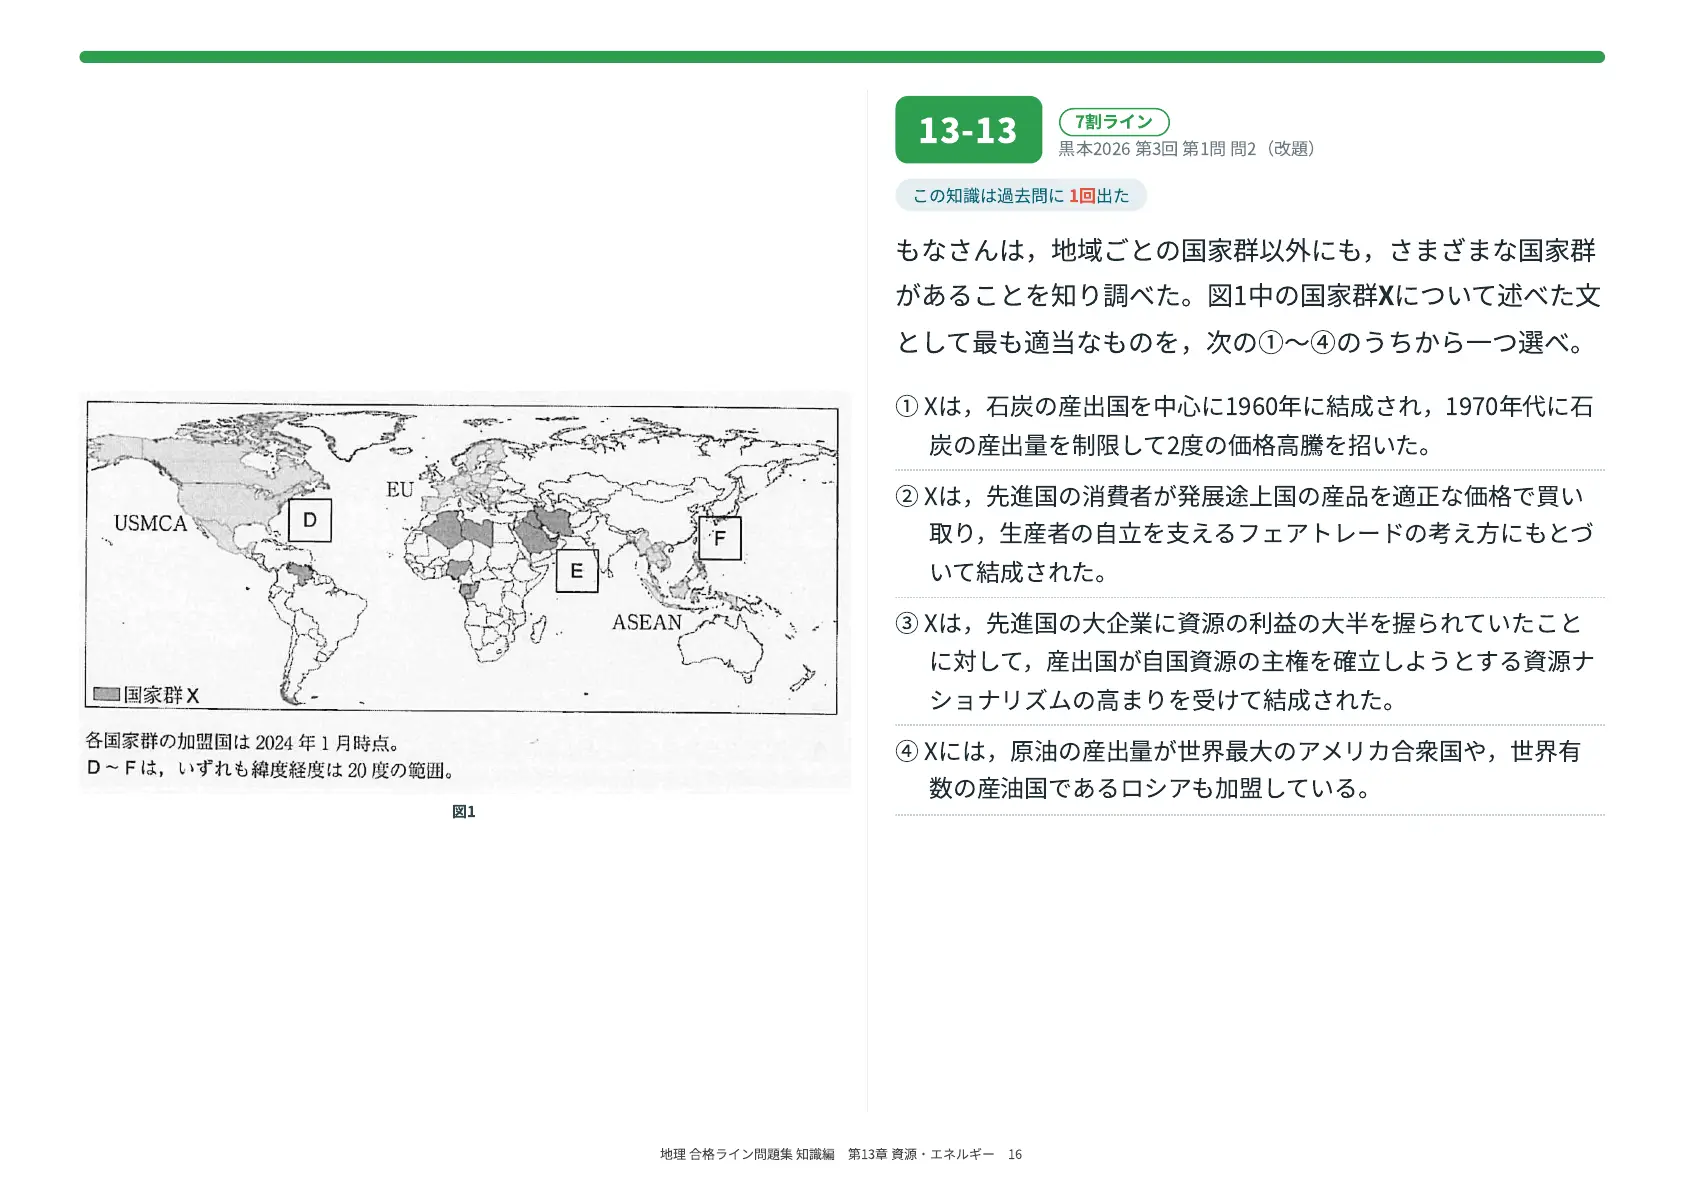 13-13
7割ライン
黒本2026 第3回 第1問 問2（改題）
この知識は過去問に 1回出た
もなさんは，地域ごとの国家群以外にも，さまざまな国家群
があることを知り調べた。図1中の国家群Xについて述べた文
として最も適当なものを，次の①～④のうちから一つ選べ。
① Xは，石炭の産出国を中心に1960年に結成され，1970年代に石
炭の産出量を制限して2度の価格高騰を招いた。
② Xは，先進国の消費者が発展途上国の産品を適正な価格で買い
取り，生産者の自立を支えるフェアトレードの考え方にもとづ
いて結成された。
③ Xは，先進国の大企業に資源の利益の大半を握られていたこと
に対して，産出国が自国資源の主権を確立しようとする資源ナ
ショナリズムの高まりを受けて結成された。
④ Xには，原油の産出量が世界最大のアメリカ合衆国や，世界有
数の産油国であるロシアも加盟している。
EU
USMCA
D
F
E
ASEAN
国家群X
各国家群の加盟国は 2024 年 1 月時点。
D～Fは，いずれも緯度経度は 20 度の範囲。
図1
地理 合格ライン問題集 知識編　第13章 資源・エネルギー　16